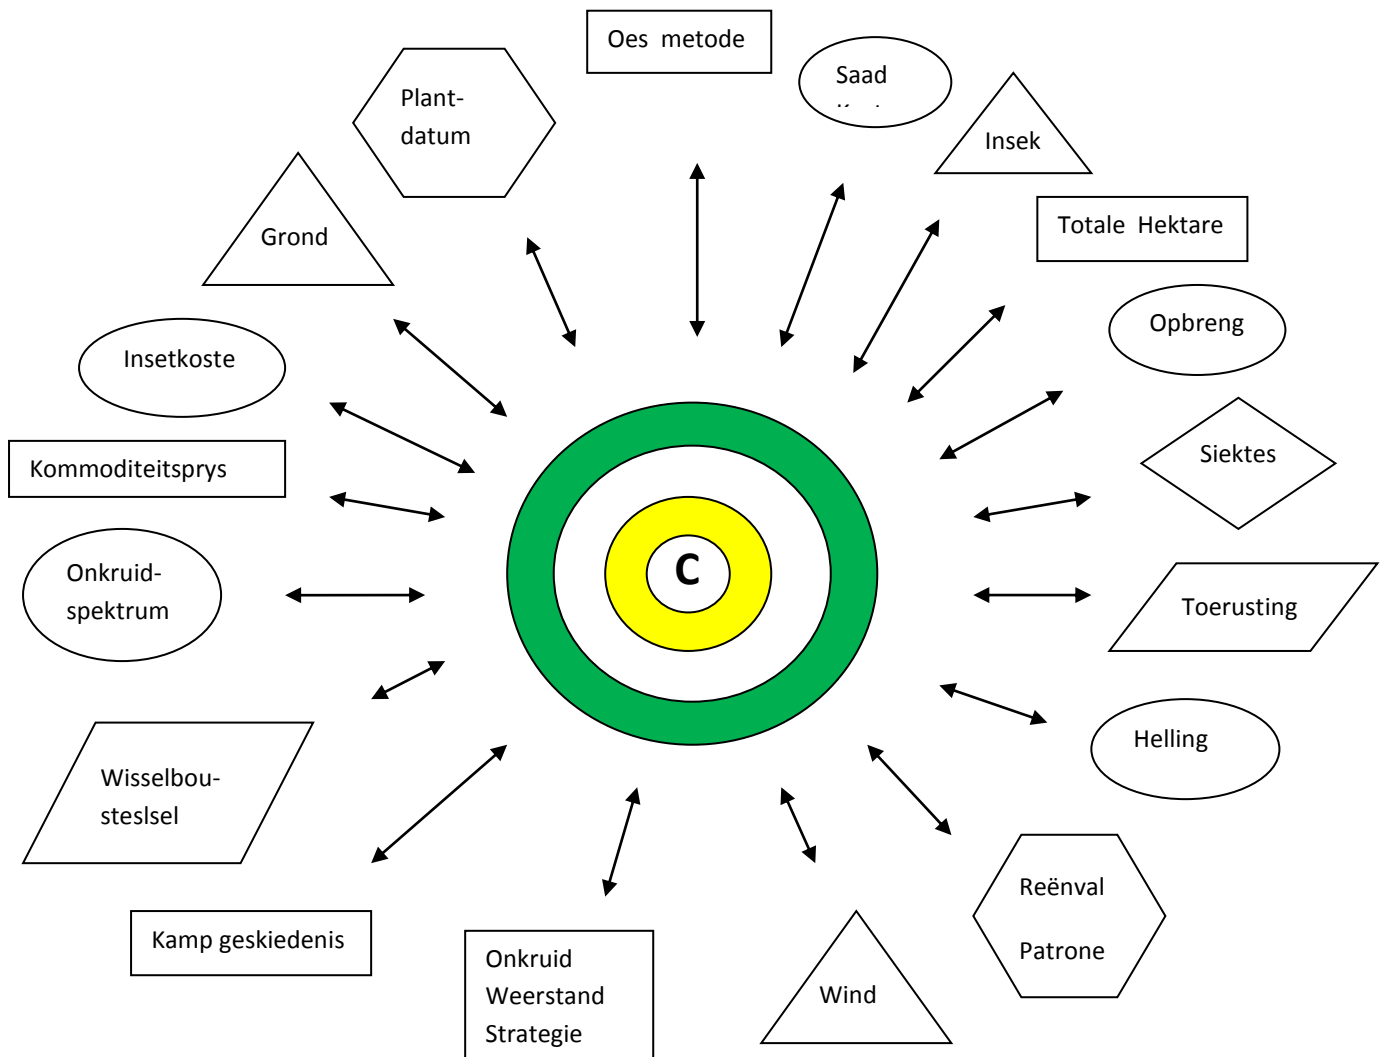 Oes metode
Saad
Plant-
datum
Insek
Grond
Totale Hektare
Opbreng
Insetkoste
Siektes
Kommoditeitsprys
C
Onkruid-
spektrum
Toerusting
Helling
Wisselbou-
steslsel
Reënval
Patrone
Kamp geskiedenis
Onkruid
Weerstand
Strategie
Wind